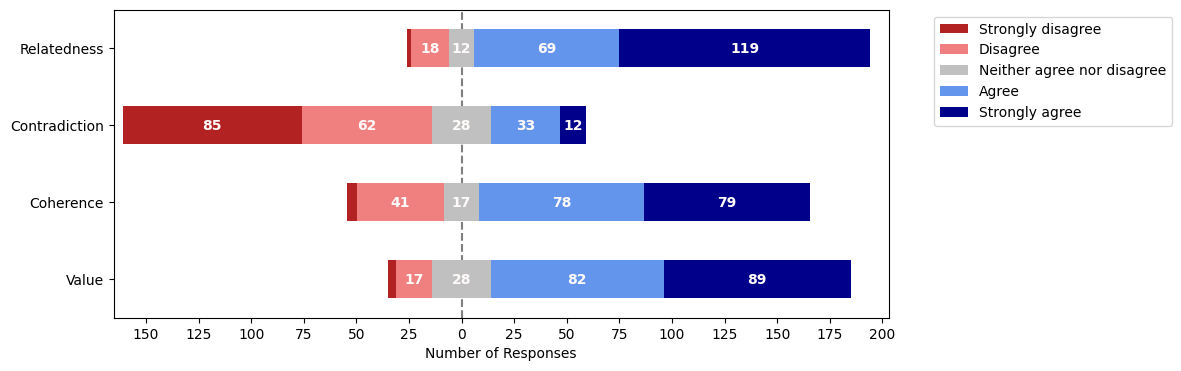 Relatedness
18 12 69 119
Contradiction
85 62 28 33 12
Coherence
41 17 78 79
Value
17 28 82 89
150 125 100 75 50 25 0 25 50 75 100 125 150 175 200
Number of Responses
Strongly disagree
Disagree
Neither agree nor disagree
Agree
Strongly agree